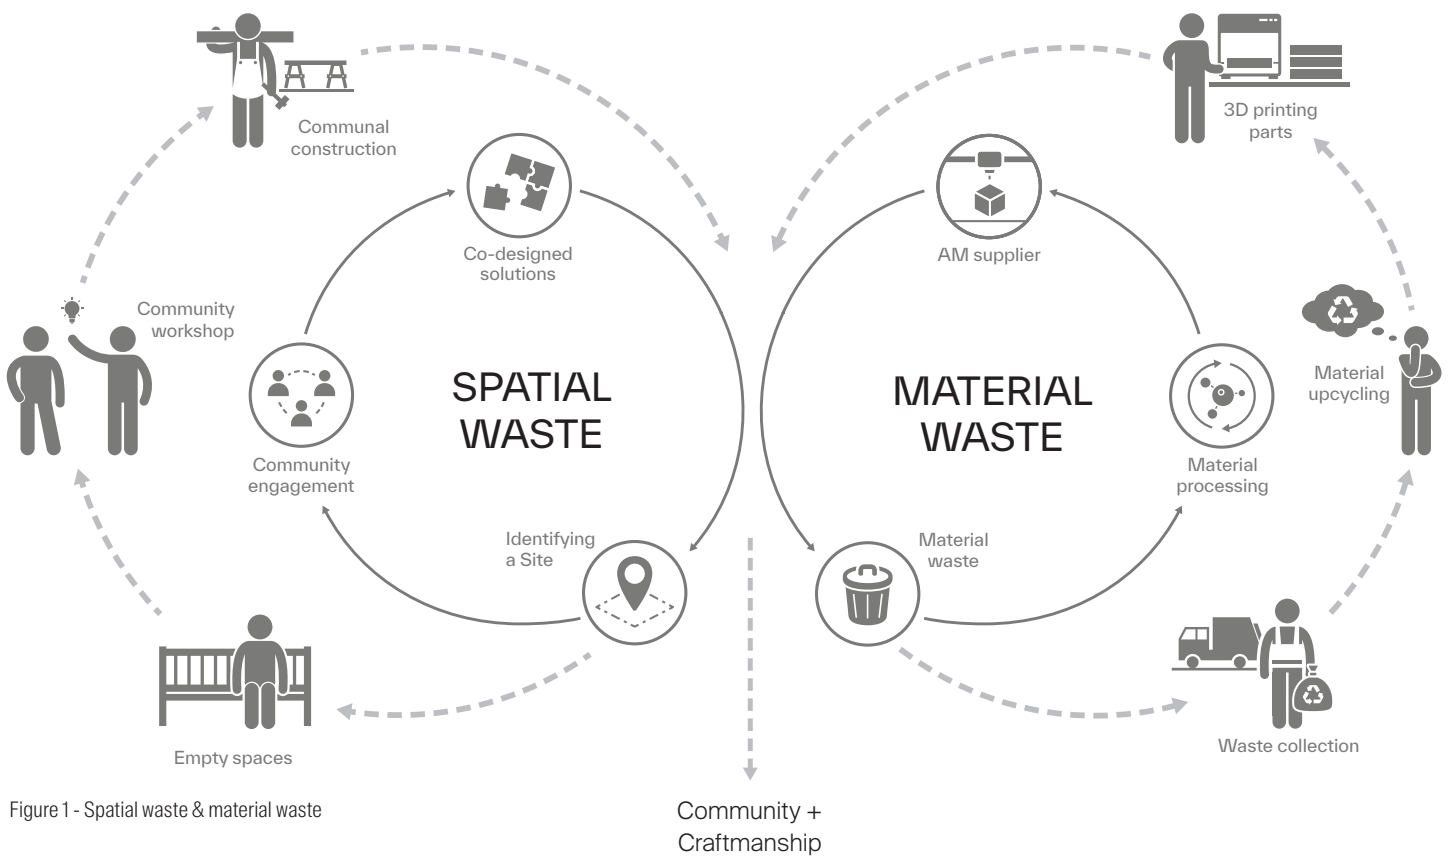 Communal
construction
3D printing
parts
Co-designed
solutions
AM supplier
Community
workshop
Material
upcycling
SPATIAL
WASTE
MATERIAL
WASTE
Community
engagement
Material
processing
Identifying
a Site
Material
waste
Empty spaces
Waste collection
Figure 1 - Spatial waste & material waste
Community +
Craftmanship